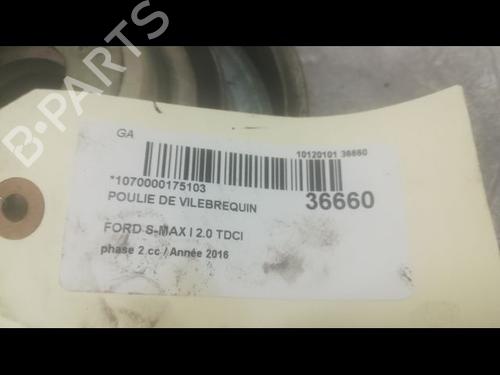 B-PARTS
GA
10120101 36660
*1070000175103
POULIE DE VILEBREQUIN
36660
FORD S-MAX I 2.0 TDCI
phase 2 cc / Année 2016